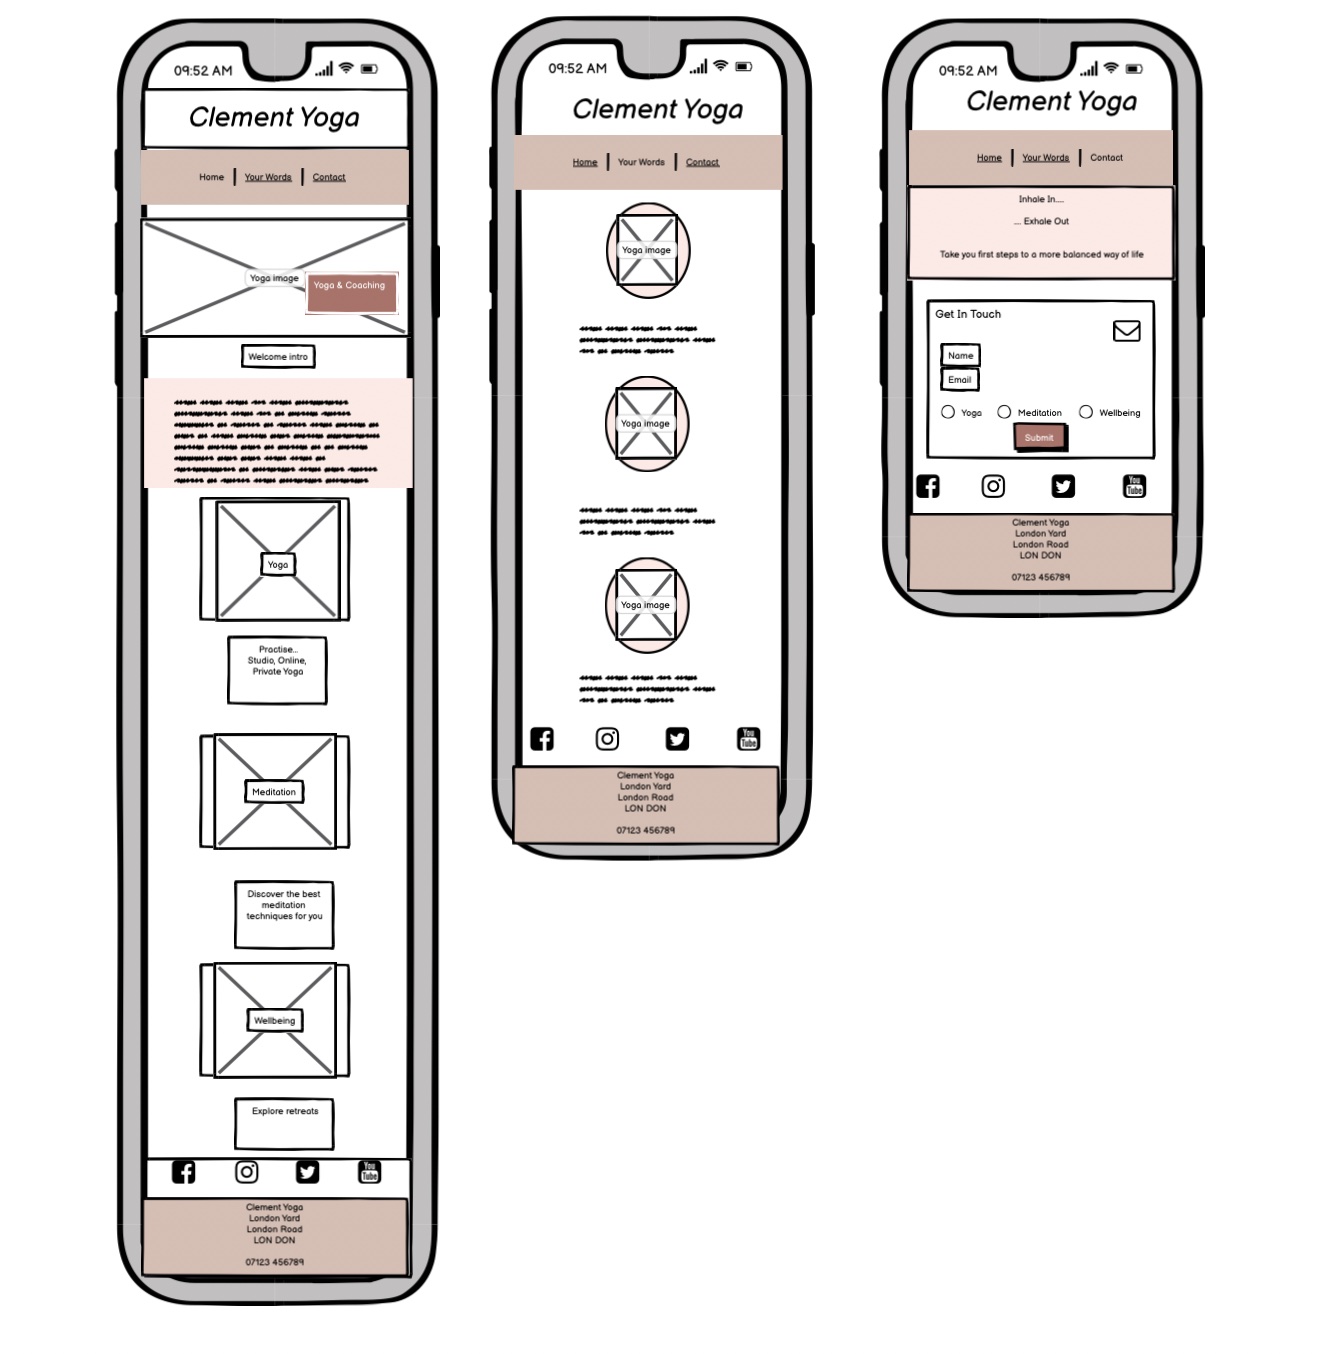 09:52 AM
Clement Yoga
Home
Your Words
Contact
Yoga image
Yoga & Coaching
Welcome intro
Yoga
Practise...
Studio, Online,
Private Yoga
Meditation
Discover the best
meditation
techniques for you
Wellbeing
Explore retreats
You
Tube
Clement Yoga
London Yard
London Road
LON DON
07123 456789
09:52 AM
Clement Yoga
Home
Your Words
Contact
Yoga image
Yoga image
Yoga image
You
Tube
Clement Yoga
London Yard
London Road
LON DON
07123 456789
09:52 AM
Clement Yoga
Home
Your Words
Contact
Inhale In....
... Exhale Out
Take you first steps to a more balanced way of life
Get In Touch
Name
Email
Yoga
Meditation
Wellbeing
Submit
You
Tube
Clement Yoga
London Yard
London Road
LON DON
07123 456789